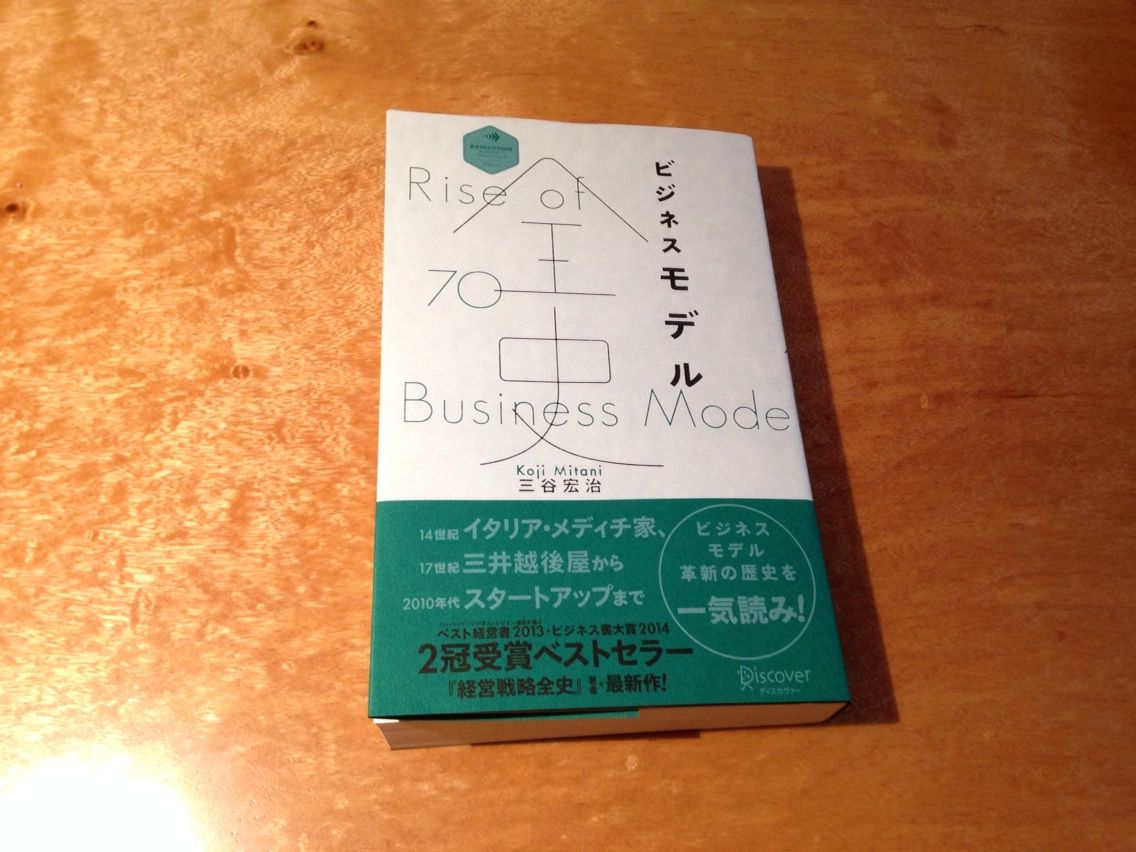 REVOLUTION
Rise of
70
Business Mode
ビジネスモデル
全史
Koji Mitani
三谷宏治
14世紀 イタリア・メディチ家、
17世紀 三井越後屋から
2010年代 スタートアップまで
ビジネス
モデル
革新の歴史を
一気読み!
ベスト経営書2013・ビジネス書大賞2014
2冠受賞ベストセラー
『経営戦略全史』著者・最新作!
Discover
ディスカヴァー